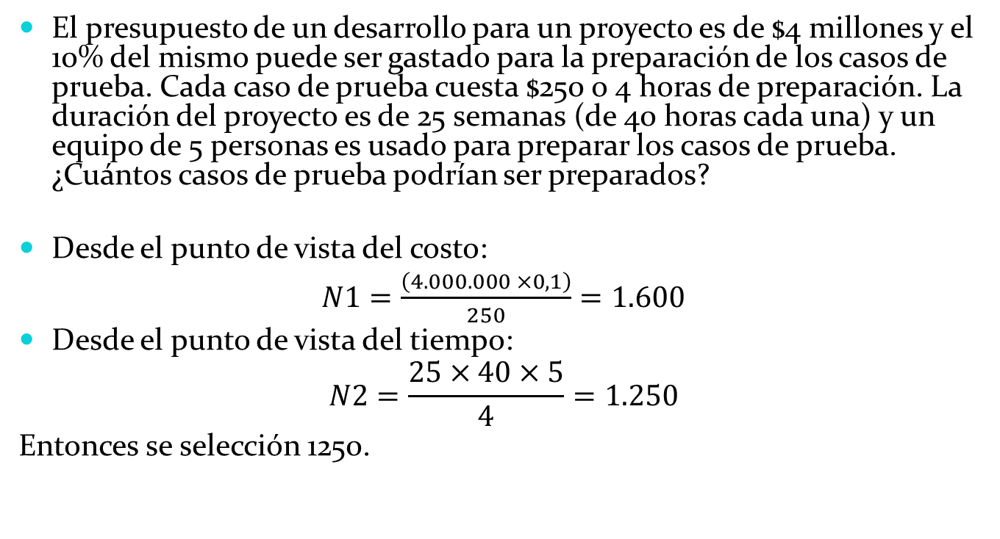 • El presupuesto de un desarrollo para un proyecto es de $4 millones y el
10% del mismo puede ser gastado para la preparación de los casos de
prueba. Cada caso de prueba cuesta $250 o 4 horas de preparación. La
duración del proyecto es de 25 semanas (de 40 horas cada una) y un
equipo de 5 personas es usado para preparar los casos de prueba.
¿Cuántos casos de prueba podrían ser preparados?
• Desde el punto de vista del costo:
N1 = (4.000.000 ×0,1) / 250 = 1.600
• Desde el punto de vista del tiempo:
N2 = 25 × 40 × 5 / 4 = 1.250
Entonces se selección 1250.